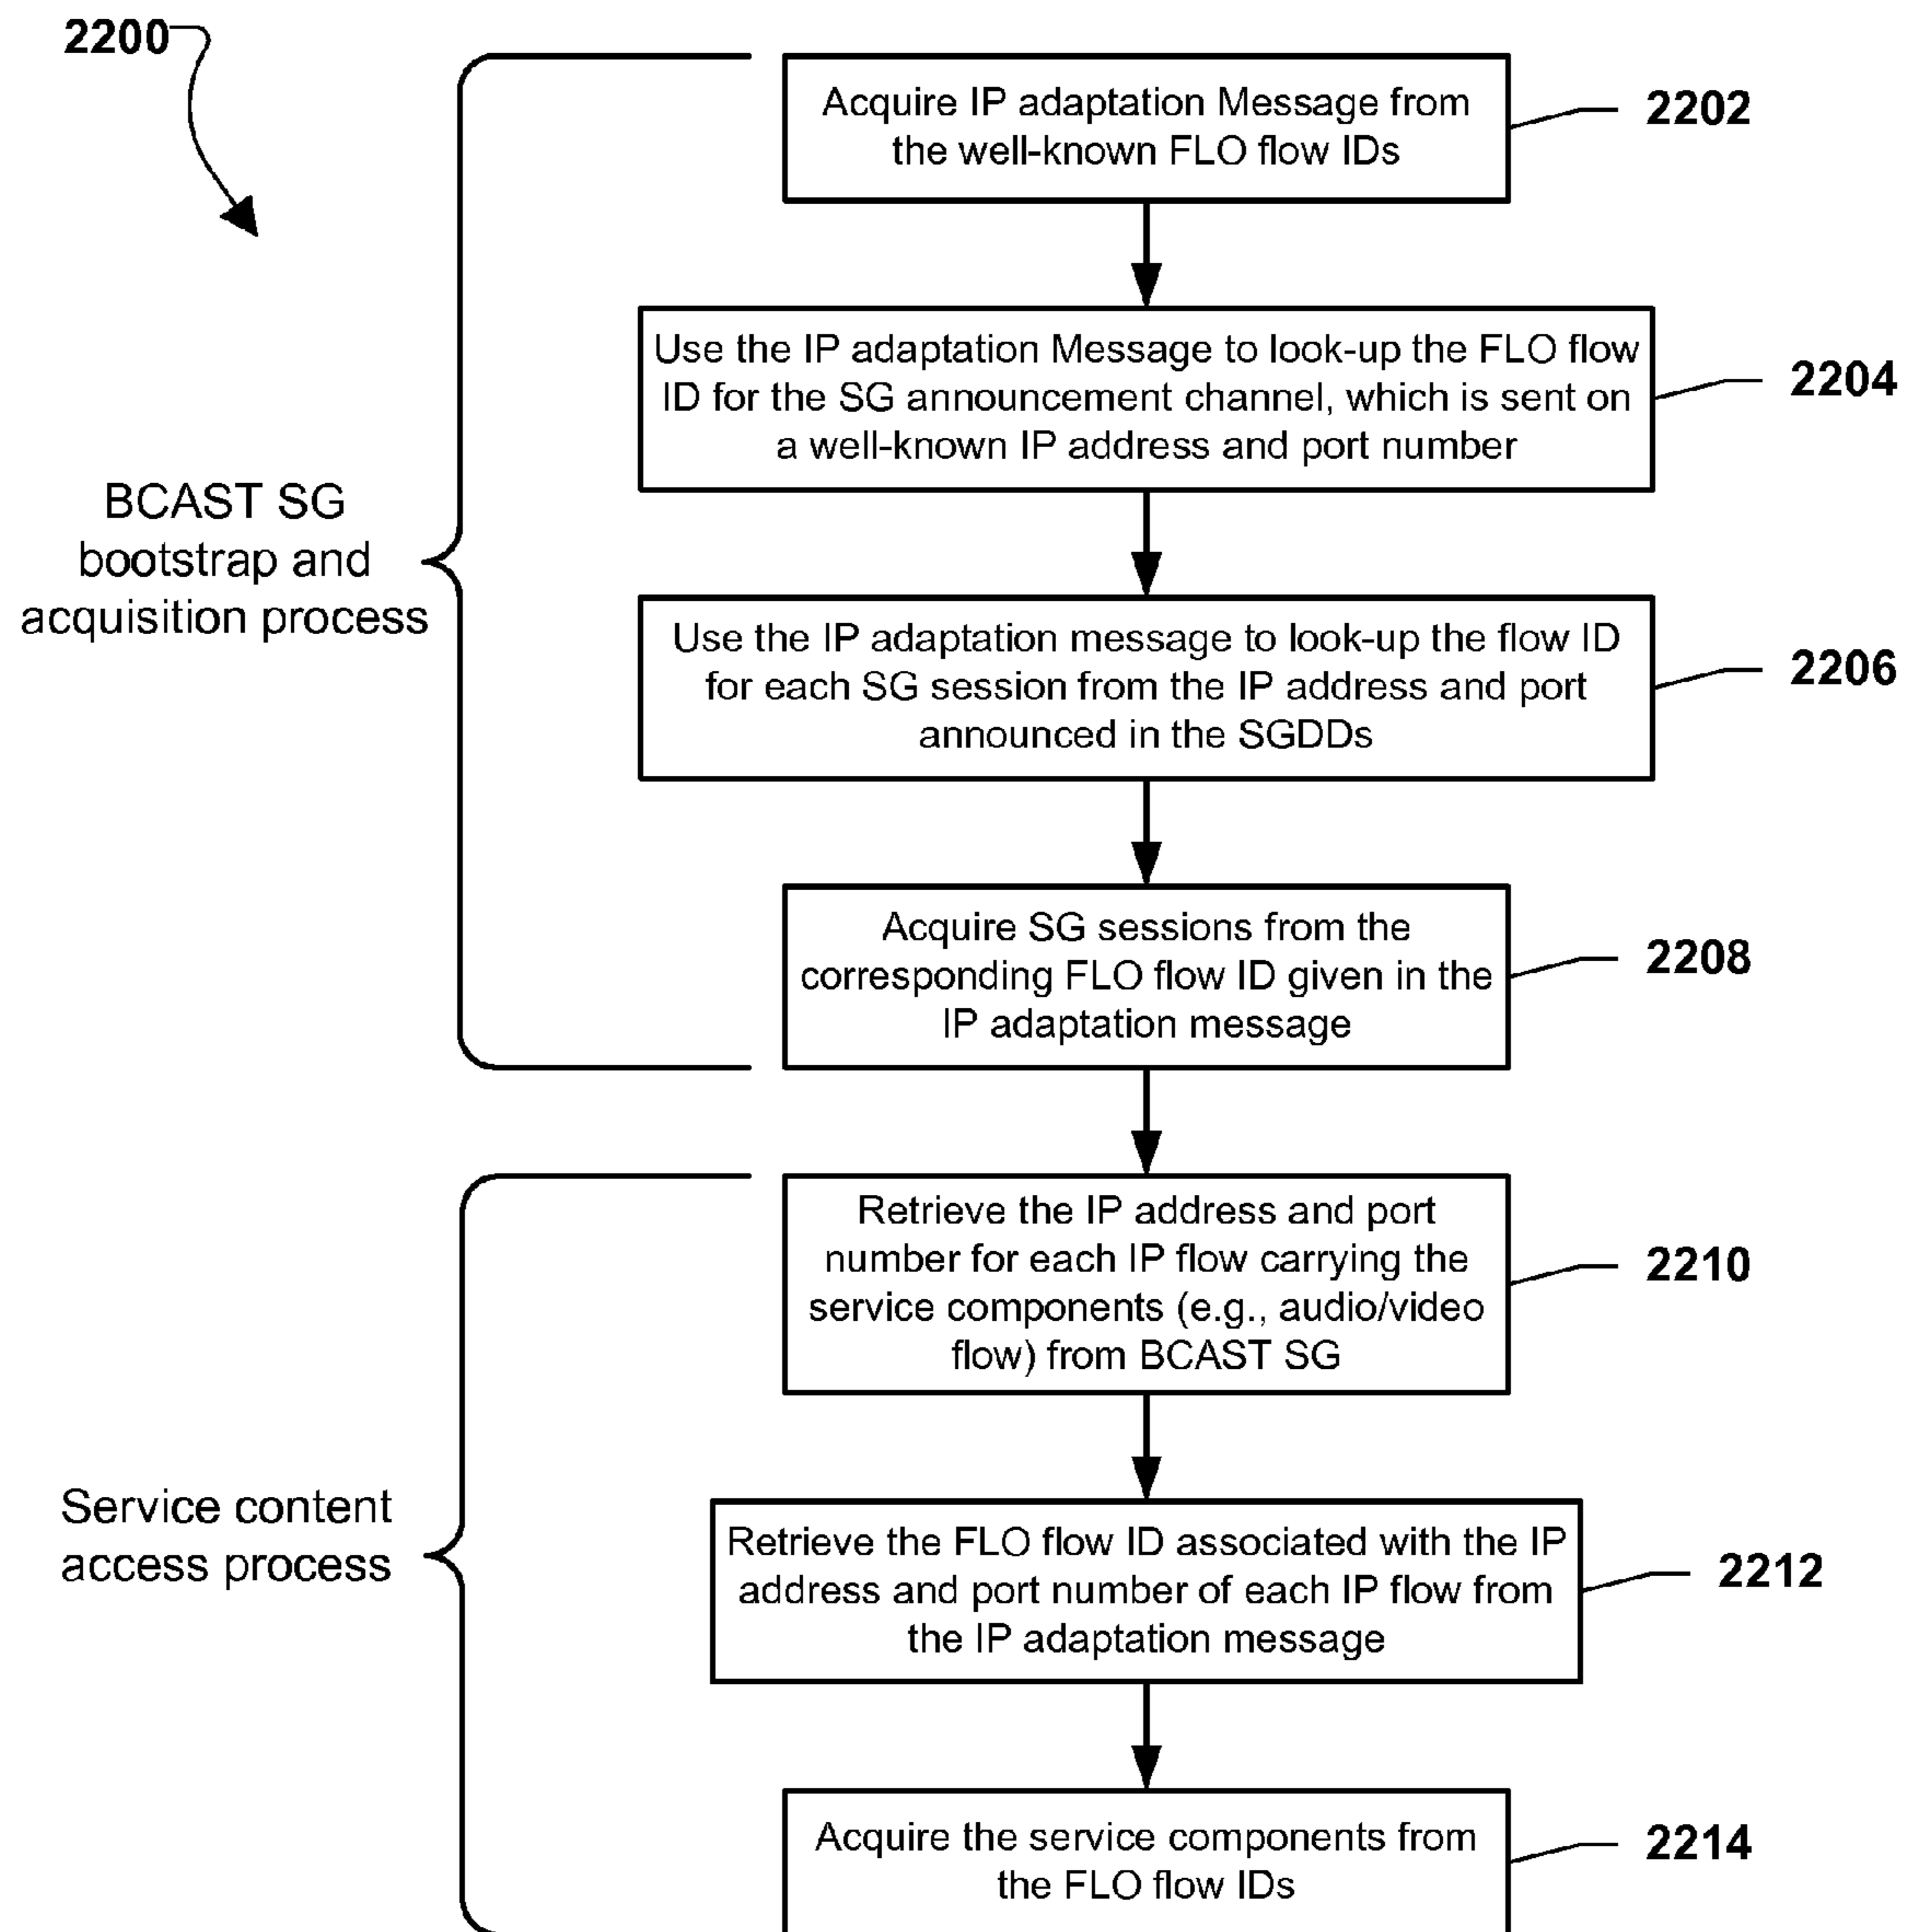 2200
Acquire IP adaptation Message from
the well-known FLO flow IDs
2202
Use the IP adaptation Message to look-up the FLO flow
ID for the SG announcement channel, which is sent on
a well-known IP address and port number
2204
BCAST SG
bootstrap and
acquisition process
Use the IP adaptation message to look-up the flow ID
for each SG session from the IP address and port
announced in the SGDDs
2206
Acquire SG sessions from the
corresponding FLO flow ID given in the
IP adaptation message
2208
Retrieve the IP address and port
number for each IP flow carrying the
service components (e.g., audio/video
flow) from BCAST SG
2210
Service content
access process
Retrieve the FLO flow ID associated with the IP
address and port number of each IP flow from
the IP adaptation message
2212
Acquire the service components from
the FLO flow IDs
2214